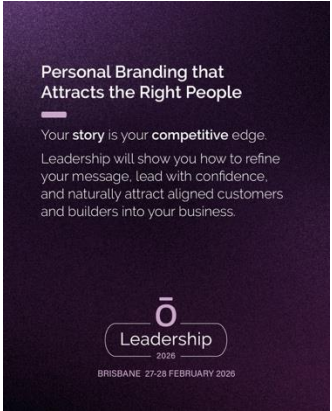 Personal Branding that
Attracts the Right People
Your story is your competitive edge.
Leadership will show you how to refine
your message, lead with confidence,
and naturally attract aligned customers
and builders into your business.
ō
Leadership
2026
BRISBANE 27-28 FEBRUARY 2026